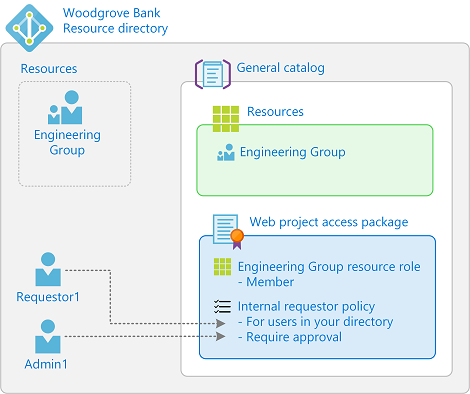 Woodgrove Bank
Resource directory
Resources
Engineering
Group
General catalog
Resources
Engineering Group
Web project access package
Engineering Group resource role
- Member
Internal requestor policy
- For users in your directory
- Require approval
Requestor1
Admin1